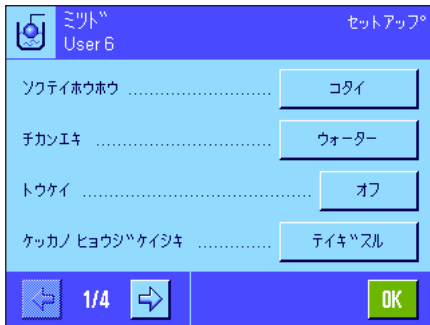 ミツド セットアップ
User 6
ソクテイホウホウ ........................... コタイ
チカンエキ ................................. ウォーター
トウケイ ........................................... オフ
ケッカノ ヒョウジケイシキ ............. テイギスル
1/4 OK